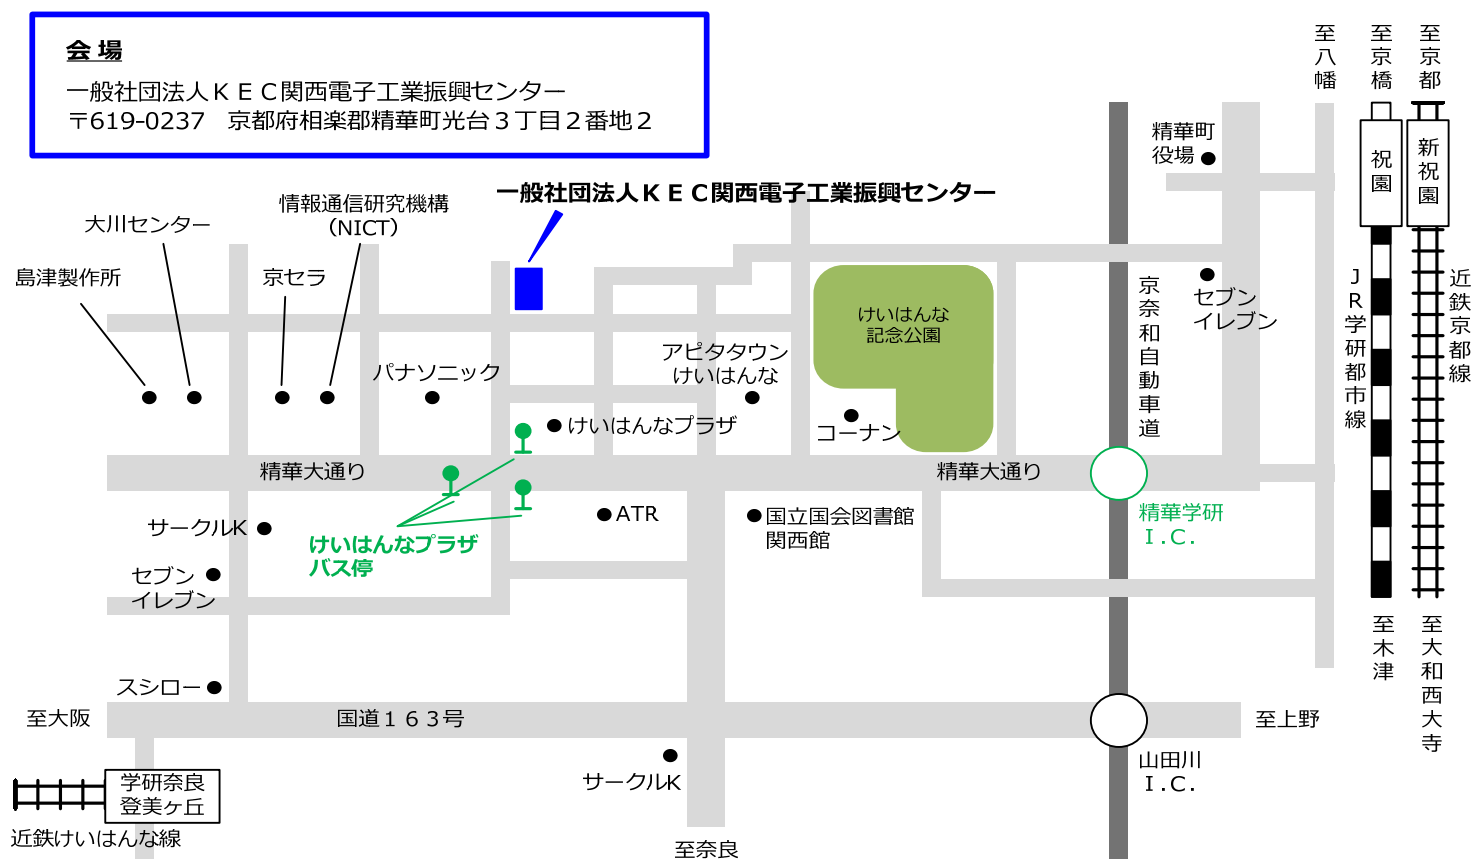 会 場
一般社団法人ＫＥＣ関西電子工業振興センター
〒619-0237　京都府相楽郡精華町光台３丁目２番地２
至八幡
至京橋
至京都
精華町
役場
祝園
新祝園
一般社団法人ＫＥＣ関西電子工業振興センター
情報通信研究機構
（NICT）
大川センター
島津製作所
京セラ
パナソニック
アピタタウン
けいはんな
けいはんな
記念公園
京奈和自動車道
セブン
イレブン
ＪＲ学研都市線
近鉄京都線
けいはんなプラザ
コーナン
精華大通り
精華大通り
サークルK
けいはんなプラザ
バス停
ATR
国立国会図書館
関西館
精華学研
Ｉ.Ｃ.
セブン
イレブン
至木津
至大和西大寺
スシロー
至大阪
国道１６３号
至上野
サークルK
山田川
Ｉ.Ｃ.
学研奈良
登美ヶ丘
近鉄けいはんな線
至奈良